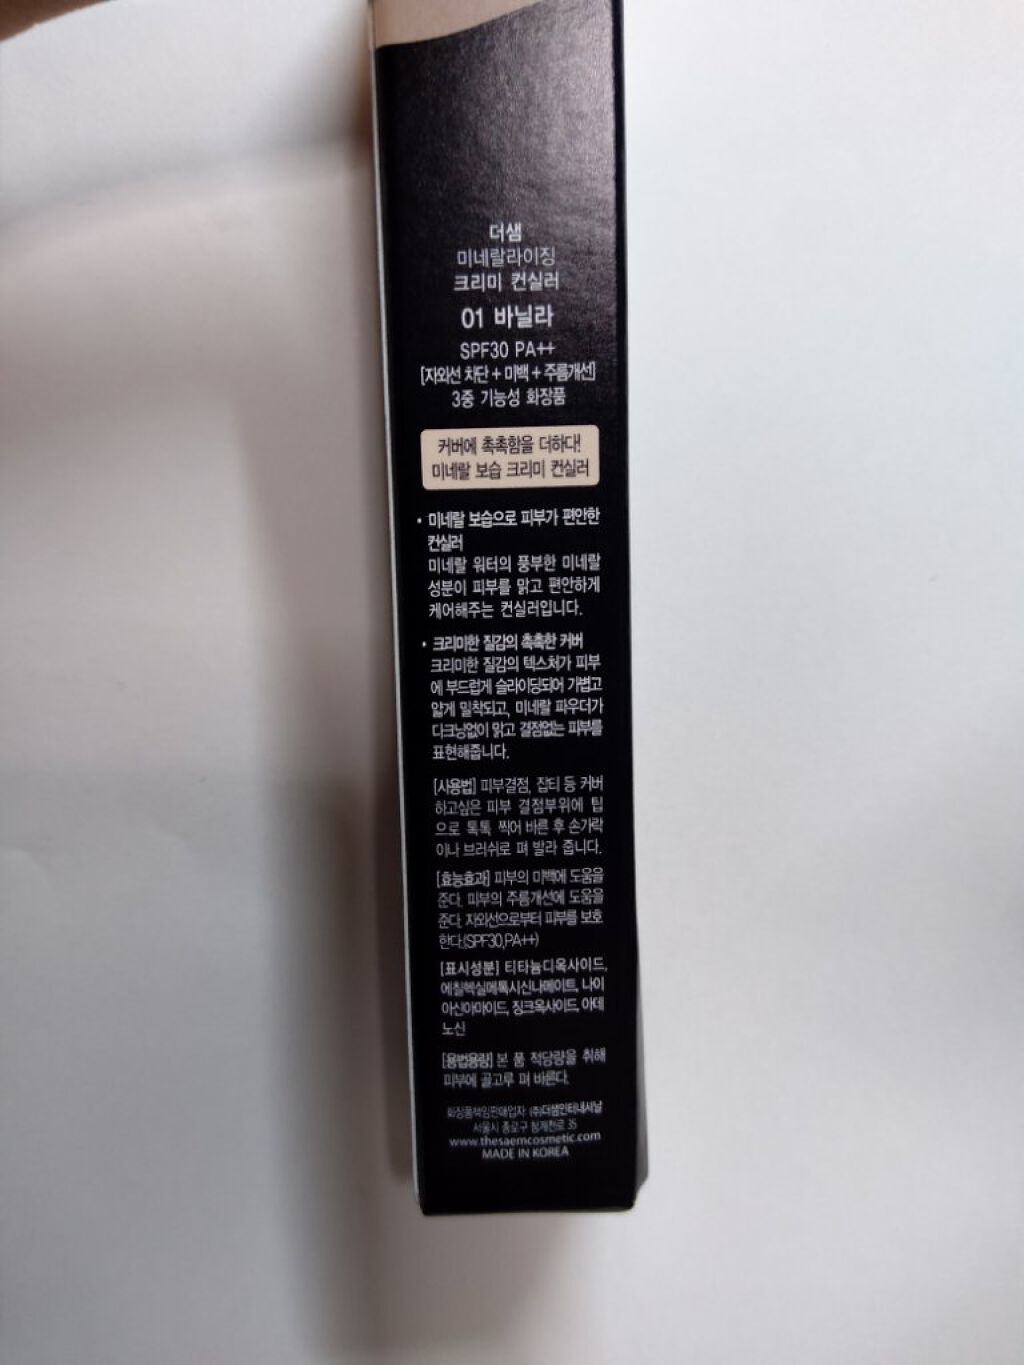 더샘
미네랄라이징
크리미 컨실러
01 바닐라
SPF30 PA++
[자외선 차단 + 미백 + 주름개선]
3중 기능성 화장품
커버에 촉촉함을 더하다!
미네랄 보습 크리미 컨실러
• 미네랄 보습으로 피부가 편안한
컨실러
미네랄 워터의 풍부한 미네랄
성분이 피부를 맑고 편안하게
케어해주는 컨실러입니다.
• 크리미한 질감의 촉촉한 커버
크리미한 질감의 텍스처가 피부
에 부드럽게 슬라이딩되어 가볍고
얇게 밀착되고, 미네랄 파우더가
다크닝없이 맑고 결점없는 피부를
표현해줍니다.
[사용법] 피부결점, 잡티 등 커버
하고싶은 피부 결점부위에 팁
으로 톡톡 찍어 바른 후 손가락
이나 브러쉬로 펴 발라 줍니다.
[효능효과] 피부의 미백에 도움을
준다. 피부의 주름개선에 도움을
준다. 자외선으로부터 피부를 보호
한다.(SPF30,PA++)
[표시성분] 티타늄디옥사이드,
에칠헥실메톡시신나메이트, 나이
아신아마이드, 징크옥사이드, 아데
노신
[용법용량] 본 품 적당량을 취해
피부에 골고루 펴 바른다.
화장품책임판매업자 (주)더샘인터내셔날
서울시 종로구 청계천로 35
www.thesaemcosmetic.com
MADE IN KOREA